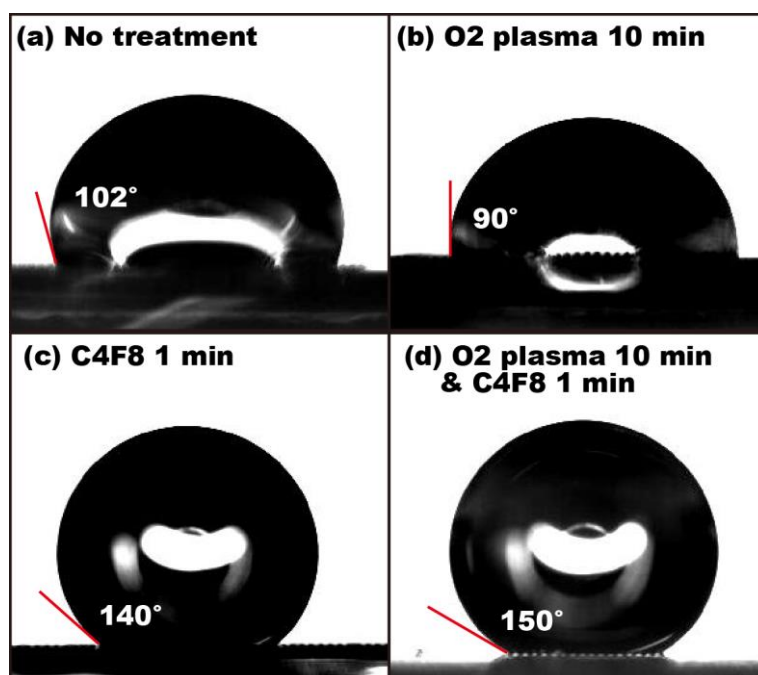 (a) No treatment
102°
(b) O2 plasma 10 min
90°
(c) C4F8 1 min
140°
(d) O2 plasma 10 min
& C4F8 1 min
150°